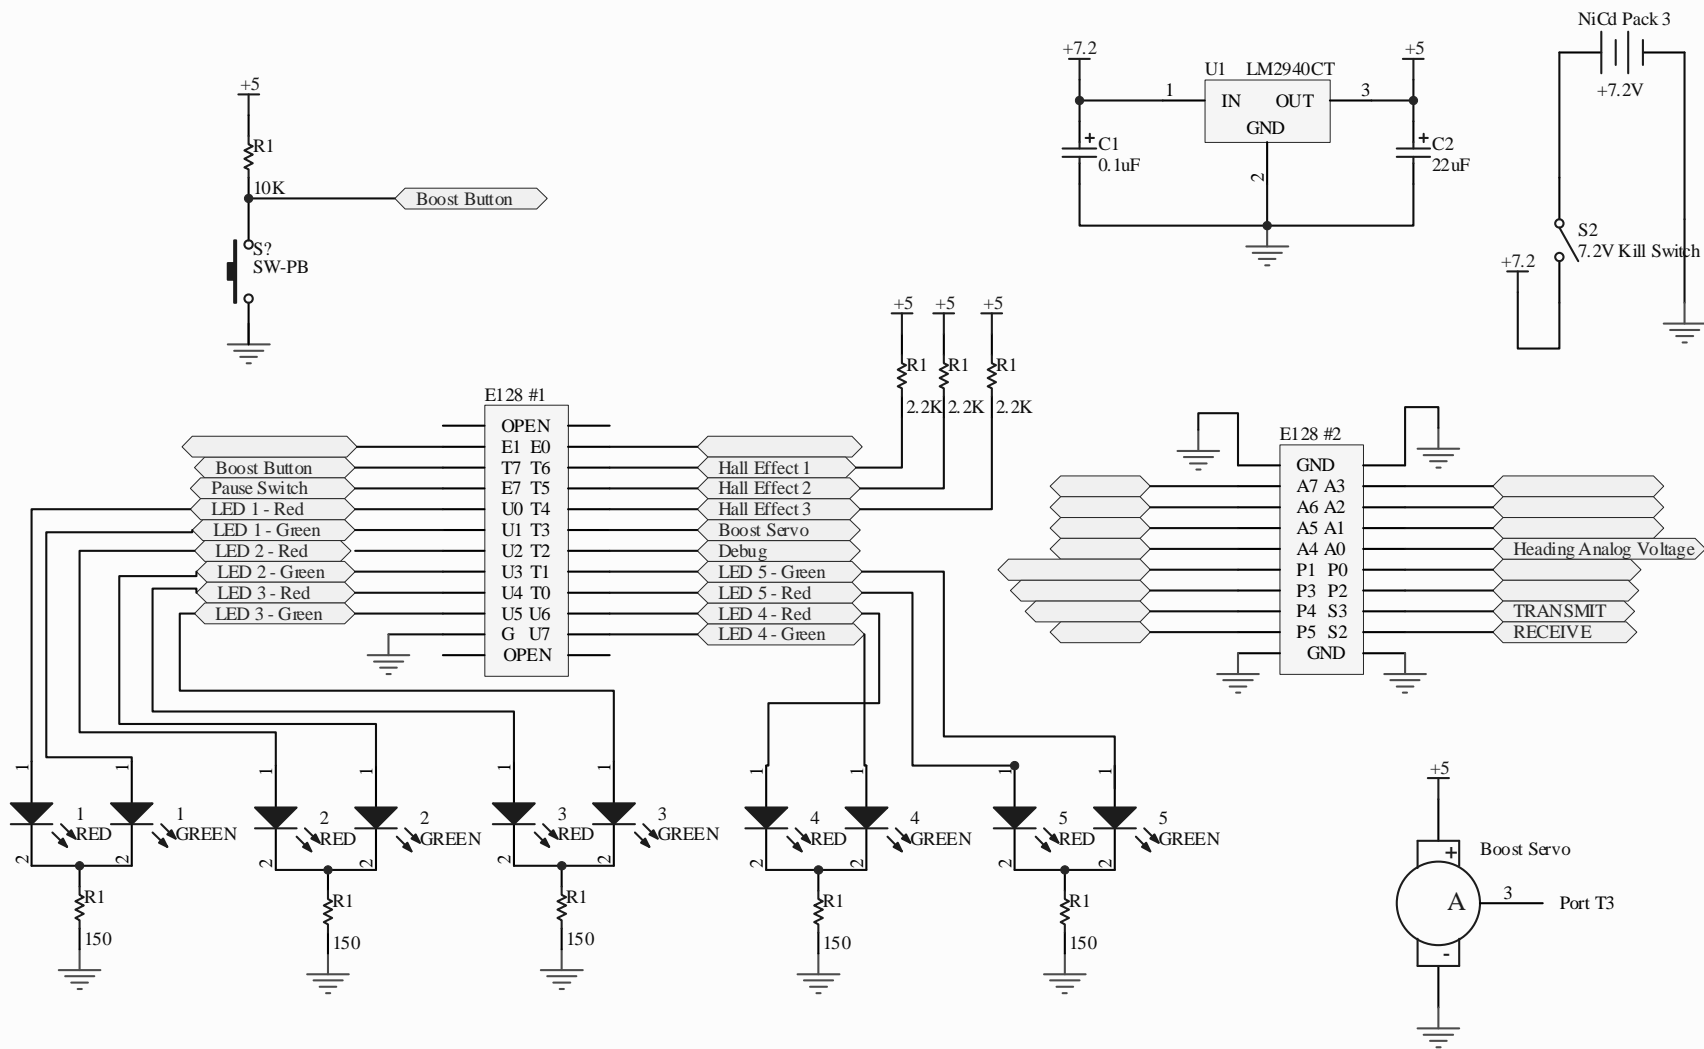 NiCd Pack 3
+7.2V
+7.2
+5
U1 LM2940CT
1 IN OUT 3
GND
2
C1
0.1uF
C2
22uF
S2
7.2V Kill Switch
+7.2
+5
R1
10K
Boost Button
S?
SW-PB
+5 +5 +5
R1 R1 R1
2.2K 2.2K 2.2K
E128 #1
OPEN
E1 E0
Boost Button T7 T6 Hall Effect 1
Pause Switch E7 T5 Hall Effect 2
LED 1 - Red U0 T4 Hall Effect 3
LED 1 - Green U1 T3 Boost Servo
LED 2 - Red U2 T2 Debug
LED 2 - Green U3 T1 LED 5 - Green
LED 3 - Red U4 T0 LED 5 - Red
LED 3 - Green U5 U6 LED 4 - Red
G U7 LED 4 - Green
OPEN
E128 #2
GND
A7 A3
A6 A2
A5 A1
A4 A0 Heading Analog Voltage
P1 P0
P3 P2
P4 S3 TRANSMIT
P5 S2 RECEIVE
GND
1 1 1 1 1 1 1 1 1 1
1 1 2 2 3 3 4 4 5 5
RED GREEN RED GREEN RED GREEN RED GREEN RED GREEN
2 2 2 2 2 2 2 2 2 2
R1 R1 R1 R1 R1
150 150 150 150 150
+5
+ Boost Servo
A 3 Port T3
-